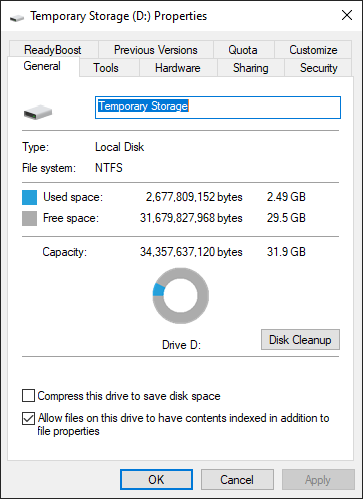 Temporary Storage (D:) Properties
ReadyBoost Previous Versions Quota Customize
General Tools Hardware Sharing Security
Temporary Storage
Type: Local Disk
File system: NTFS
Used space: 2,677,809,152 bytes 2.49 GB
Free space: 31,679,827,968 bytes 29.5 GB
Capacity: 34,357,637,120 bytes 31.9 GB
Drive D: Disk Cleanup
Compress this drive to save disk space
Allow files on this drive to have contents indexed in addition to
file properties
OK Cancel Apply